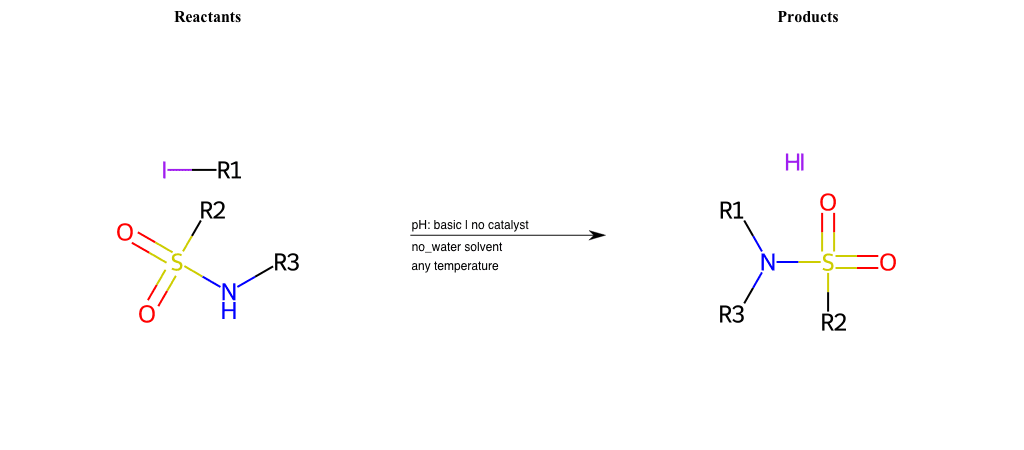 Reactants
Products
I R1
R2
O
S
R3
N
H
O
pH: basic | no catalyst
no_water solvent
any temperature
HI
O
R1
N S O
R3
R2